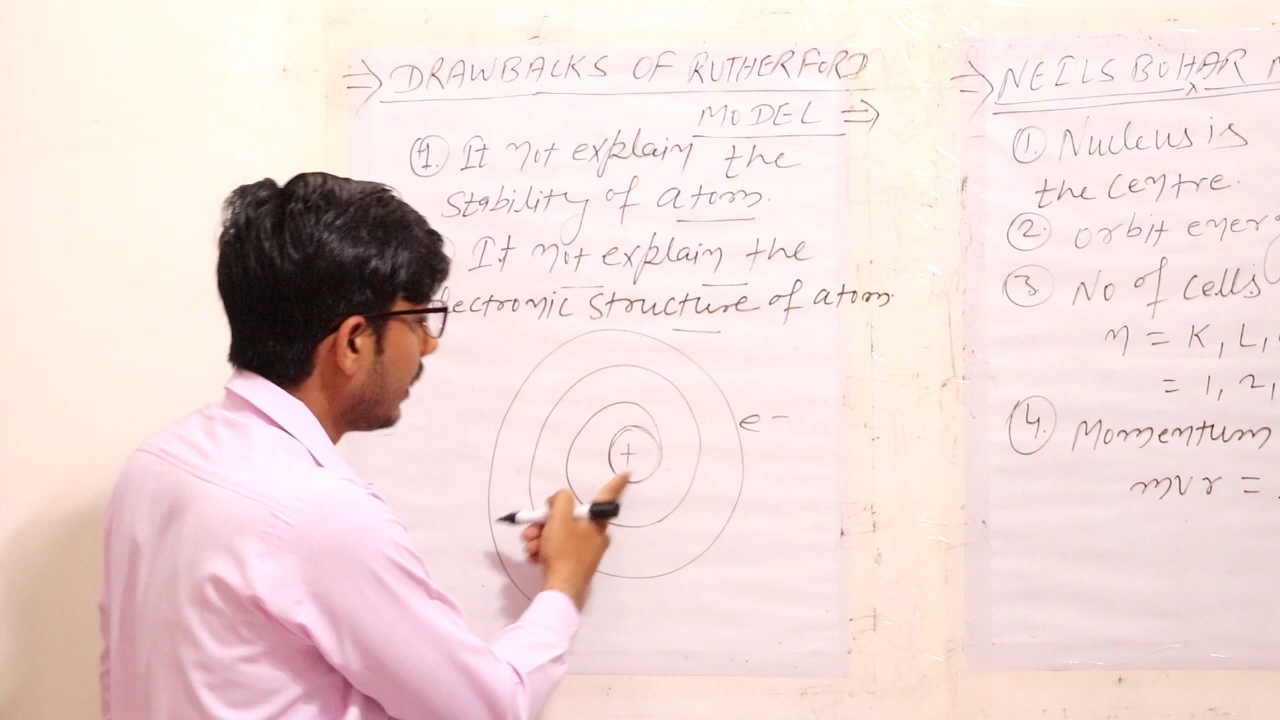 ⇒ DRAWBACKS OF RUTHERFORD
MODEL ⇒
1. It not explain the
stability of atom.
It not explain the
lectronic structure of atom.
+
e⁻
⇒ NEILS BOHAR M
1. Nucleus is
the centre.
2. orbit ener
3 No of cells
n = K, L,
= 1, 2,
4. Momentum
mvr =